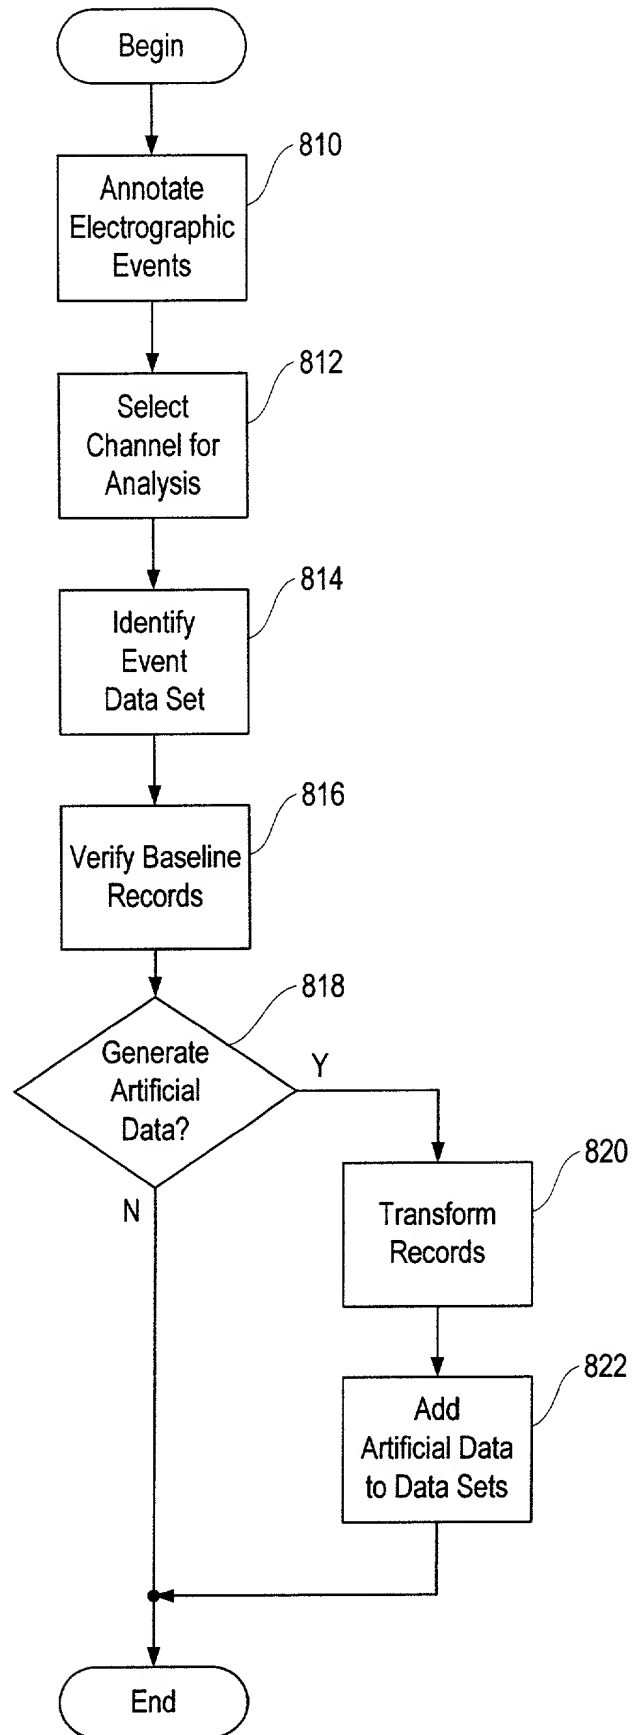 Begin
810
Annotate
Electrographic
Events
812
Select
Channel for
Analysis
814
Identify
Event
Data Set
816
Verify Baseline
Records
818
Generate
Artificial
Data?
Y
N
820
Transform
Records
822
Add
Artificial Data
to Data Sets
End